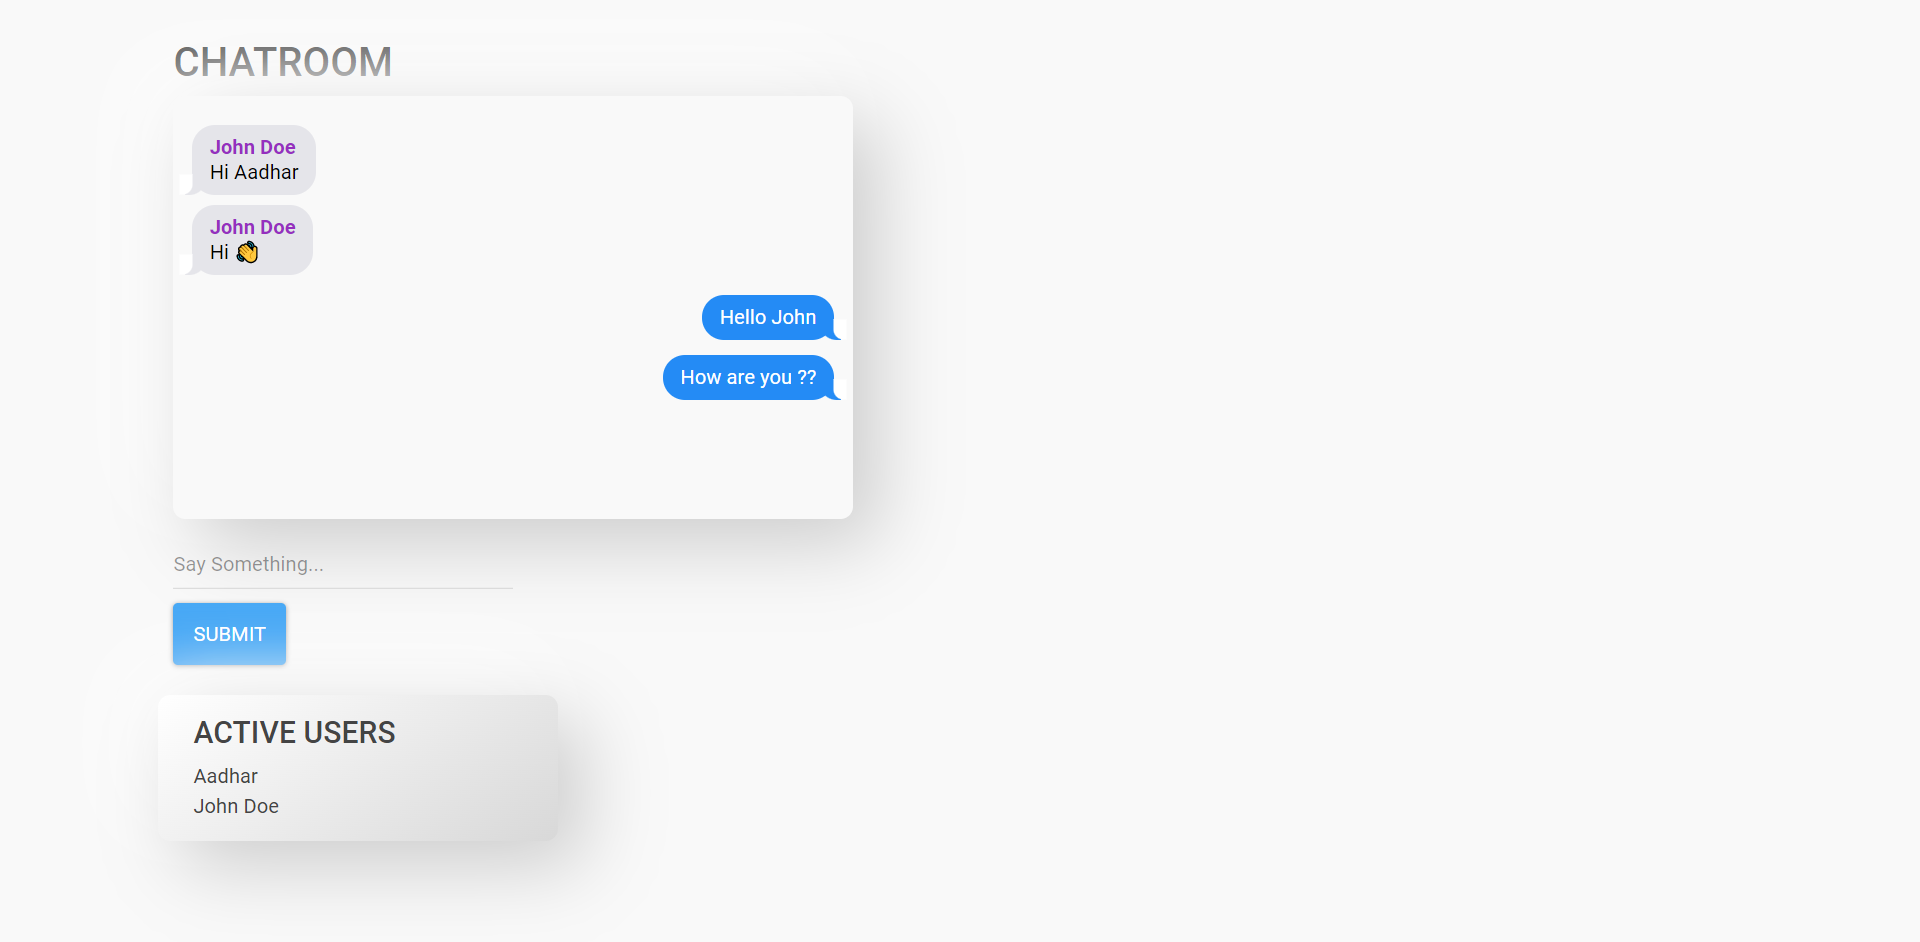 CHATROOM
John Doe
Hi Aadhar
John Doe
Hi 👏
Hello John
How are you ??
Say Something...
SUBMIT
ACTIVE USERS
Aadhar
John Doe